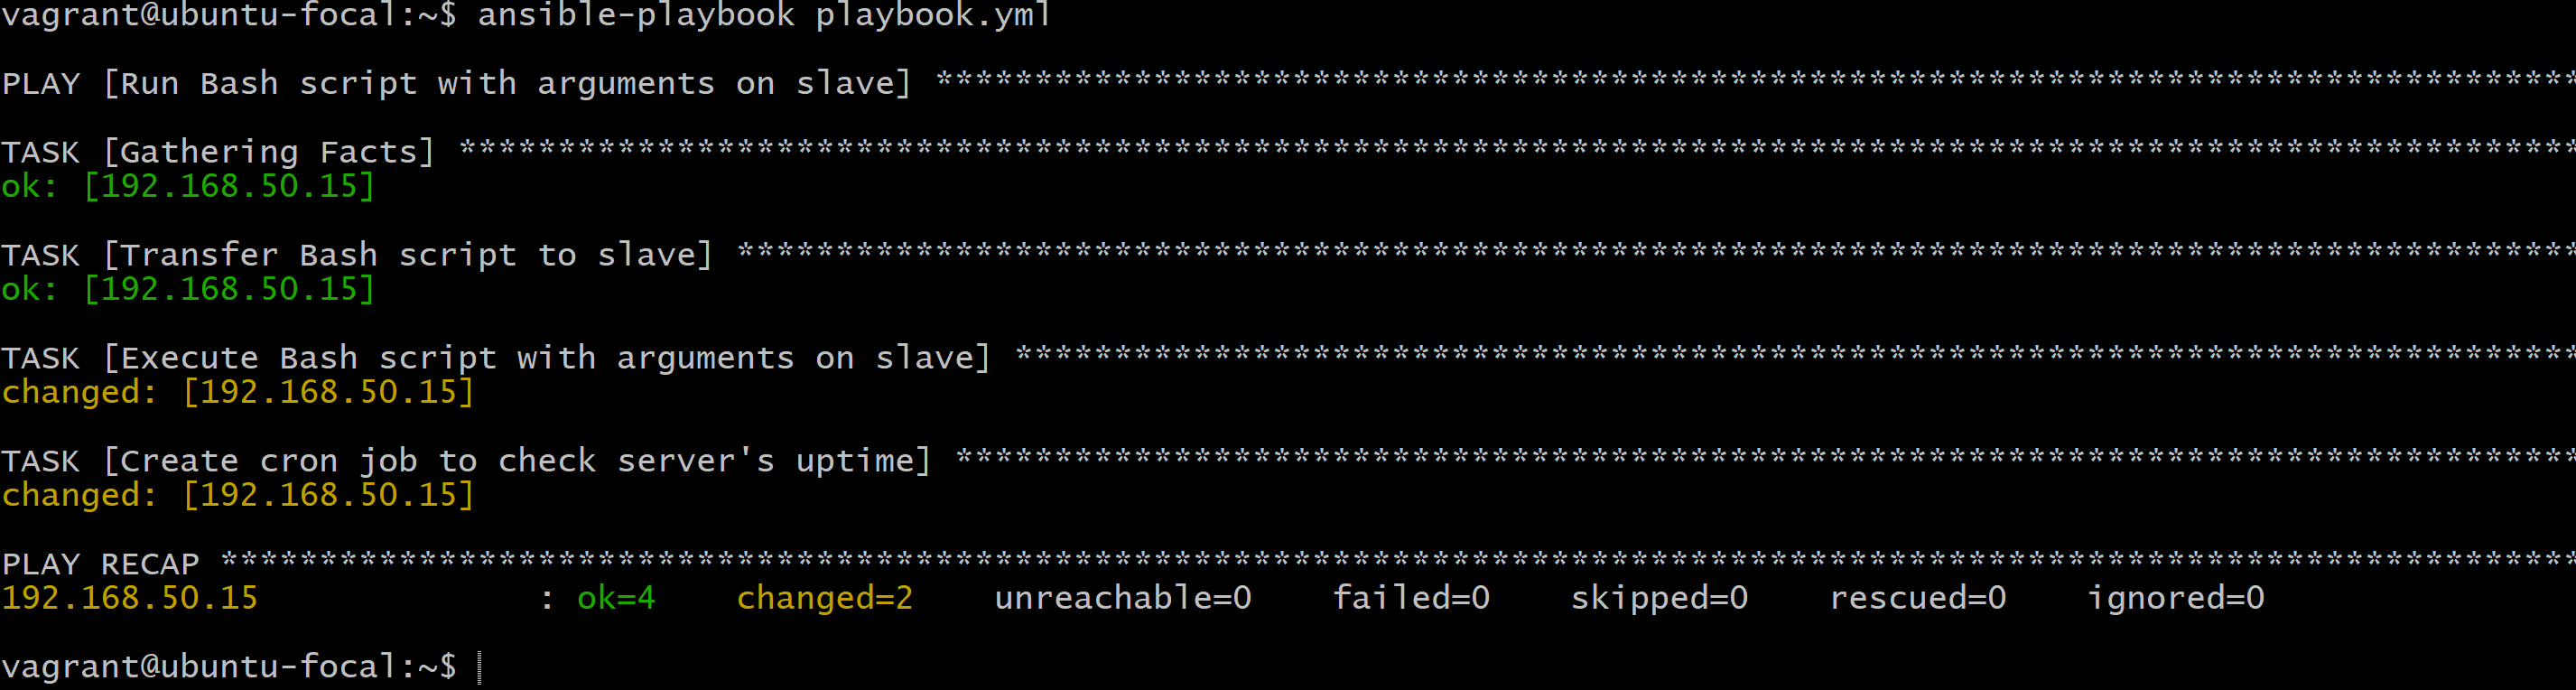 vagrant@ubuntu-focal:~$ ansible-playbook playbook.yml
PLAY [Run Bash script with arguments on slave] ***********************************************************************************
TASK [Gathering Facts] ***********************************************************************************************************
ok: [192.168.50.15]
TASK [Transfer Bash script to slave] *********************************************************************************************
ok: [192.168.50.15]
TASK [Execute Bash script with arguments on slave] *******************************************************************************
changed: [192.168.50.15]
TASK [Create cron job to check server's uptime] **********************************************************************************
changed: [192.168.50.15]
PLAY RECAP ***********************************************************************************************************************
192.168.50.15              : ok=4    changed=2    unreachable=0    failed=0    skipped=0    rescued=0    ignored=0
vagrant@ubuntu-focal:~$